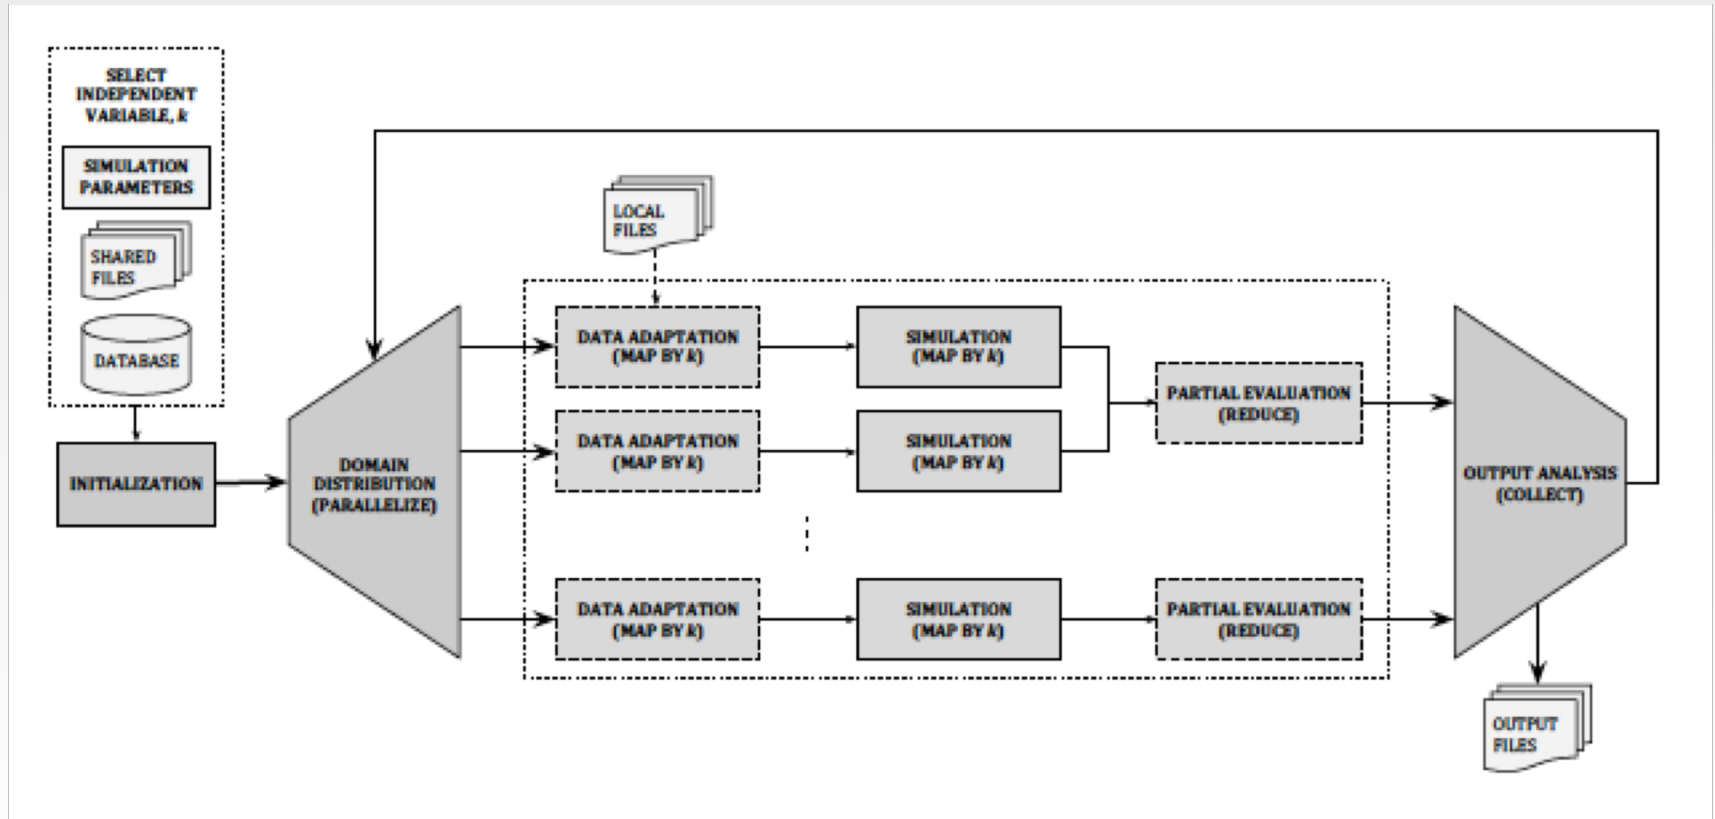 SELECT
INDEPENDENT
VARIABLE, k
SIMULATION
PARAMETERS
SHARED
FILES
DATABASE
INITIALIZATION
DOMAIN
DISTRIBUTION
(PARALLELIZE)
LOCAL
FILES
DATA ADAPTATION
(MAP BY k)
SIMULATION
(MAP BY k)
DATA ADAPTATION
(MAP BY k)
SIMULATION
(MAP BY k)
PARTIAL EVALUATION
(REDUCE)
DATA ADAPTATION
(MAP BY k)
SIMULATION
(MAP BY k)
PARTIAL EVALUATION
(REDUCE)
OUTPUT ANALYSIS
(COLLECT)
OUTPUT
FILES